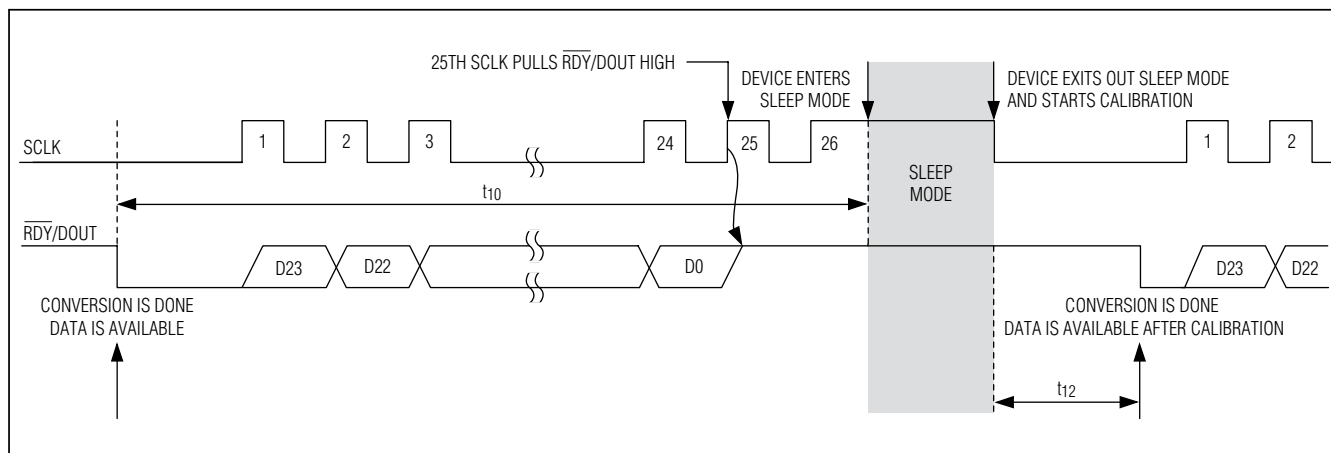 25TH SCLK PULLS RDY/DOUT HIGH
DEVICE ENTERS
SLEEP MODE
DEVICE EXITS OUT SLEEP MODE
AND STARTS CALIBRATION
SCLK
1
2
3
24
25
26
1
2
SLEEP
MODE
t10
RDY/DOUT
D23
D22
D0
D23
D22
CONVERSION IS DONE
DATA IS AVAILABLE
CONVERSION IS DONE
DATA IS AVAILABLE AFTER CALIBRATION
t12